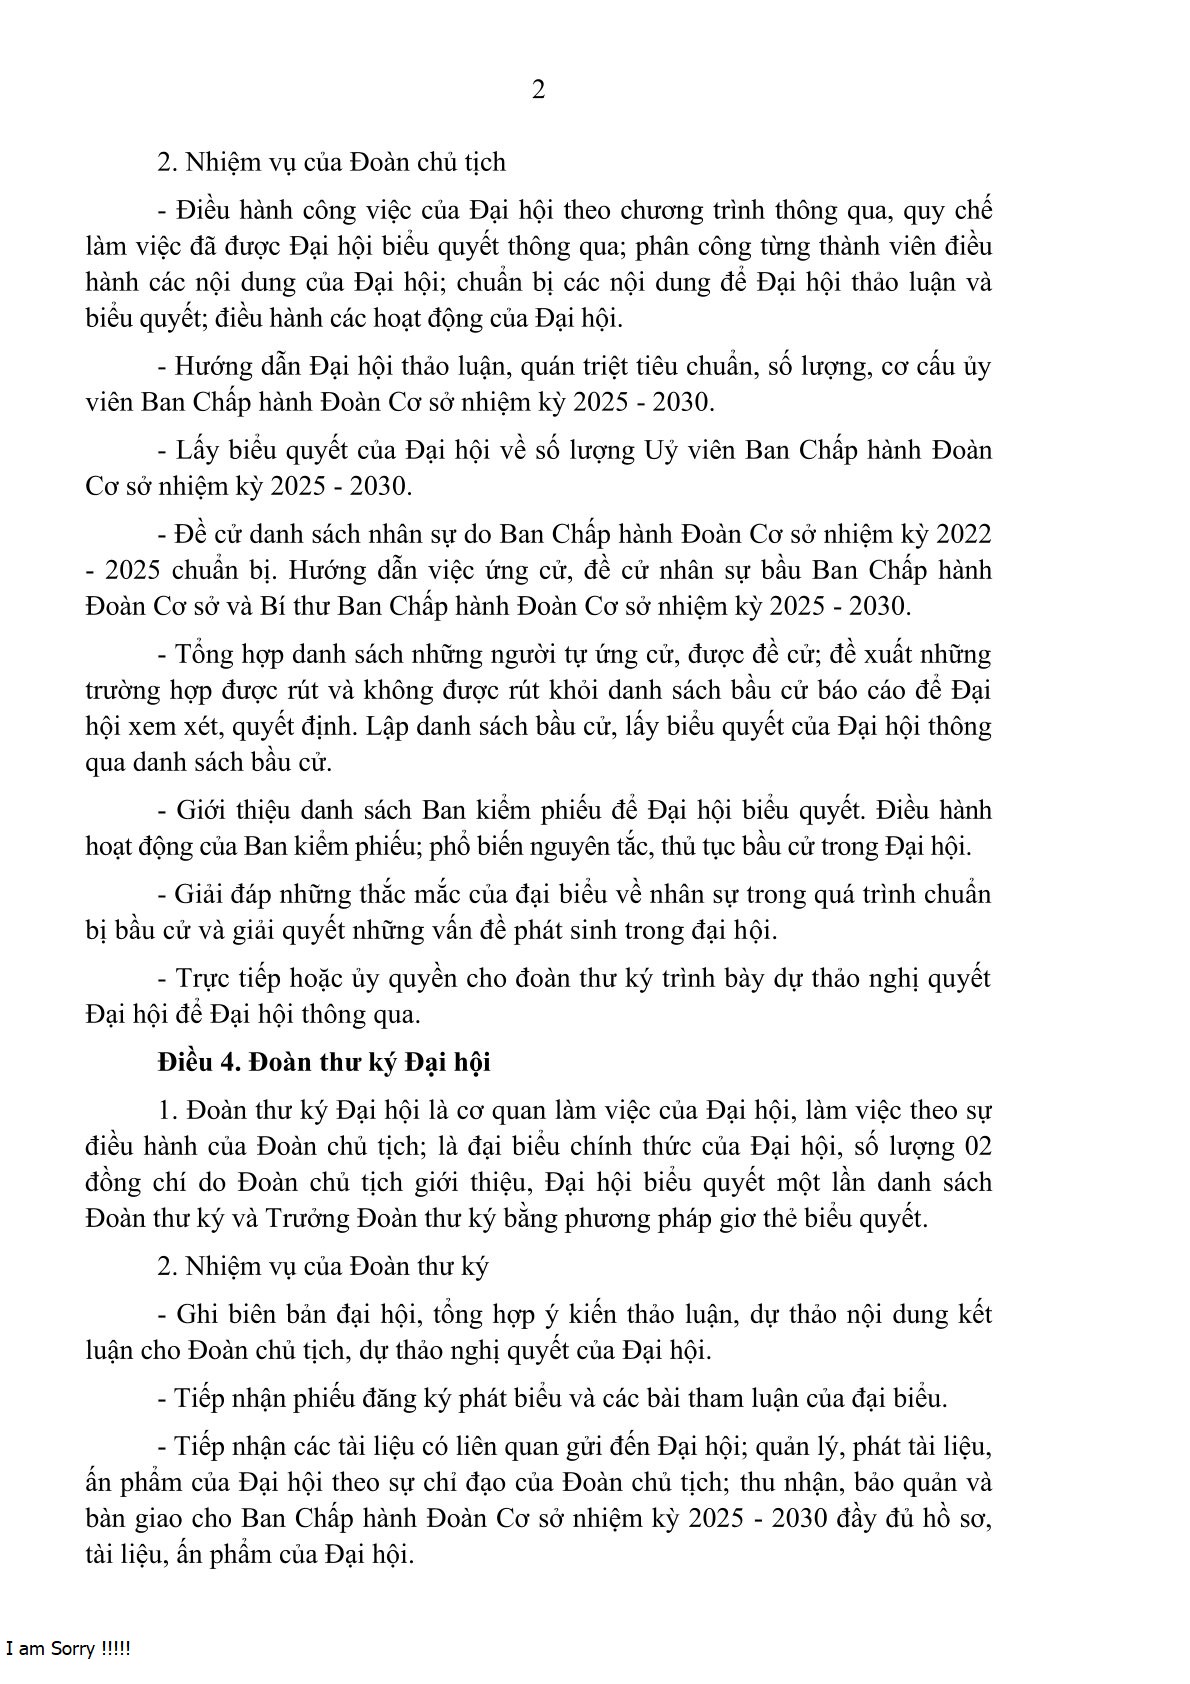 2
2. Nhiệm vụ của Đoàn chủ tịch
- Điều hành công việc của Đại hội theo chương trình thông qua, quy chế
làm việc đã được Đại hội biểu quyết thông qua; phân công từng thành viên điều
hành các nội dung của Đại hội; chuẩn bị các nội dung để Đại hội thảo luận và
biểu quyết; điều hành các hoạt động của Đại hội.
- Hướng dẫn Đại hội thảo luận, quán triệt tiêu chuẩn, số lượng, cơ cấu ủy
viên Ban Chấp hành Đoàn Cơ sở nhiệm kỳ 2025 - 2030.
- Lấy biểu quyết của Đại hội về số lượng Uỷ viên Ban Chấp hành Đoàn
Cơ sở nhiệm kỳ 2025 - 2030.
- Đề cử danh sách nhân sự do Ban Chấp hành Đoàn Cơ sở nhiệm kỳ 2022
- 2025 chuẩn bị. Hướng dẫn việc ứng cử, đề cử nhân sự bầu Ban Chấp hành
Đoàn Cơ sở và Bí thư Ban Chấp hành Đoàn Cơ sở nhiệm kỳ 2025 - 2030.
- Tổng hợp danh sách những người tự ứng cử, được đề cử; đề xuất những
trường hợp được rút và không được rút khỏi danh sách bầu cử báo cáo để Đại
hội xem xét, quyết định. Lập danh sách bầu cử, lấy biểu quyết của Đại hội thông
qua danh sách bầu cử.
- Giới thiệu danh sách Ban kiểm phiếu để Đại hội biểu quyết. Điều hành
hoạt động của Ban kiểm phiếu; phổ biến nguyên tắc, thủ tục bầu cử trong Đại hội.
- Giải đáp những thắc mắc của đại biểu về nhân sự trong quá trình chuẩn
bị bầu cử và giải quyết những vấn đề phát sinh trong đại hội.
- Trực tiếp hoặc ủy quyền cho đoàn thư ký trình bày dự thảo nghị quyết
Đại hội để Đại hội thông qua.
Điều 4. Đoàn thư ký Đại hội
1. Đoàn thư ký Đại hội là cơ quan làm việc của Đại hội, làm việc theo sự
điều hành của Đoàn chủ tịch; là đại biểu chính thức của Đại hội, số lượng 02
đồng chí do Đoàn chủ tịch giới thiệu, Đại hội biểu quyết một lần danh sách
Đoàn thư ký và Trưởng Đoàn thư ký bằng phương pháp giơ thẻ biểu quyết.
2. Nhiệm vụ của Đoàn thư ký
- Ghi biên bản đại hội, tổng hợp ý kiến thảo luận, dự thảo nội dung kết
luận cho Đoàn chủ tịch, dự thảo nghị quyết của Đại hội.
- Tiếp nhận phiếu đăng ký phát biểu và các bài tham luận của đại biểu.
- Tiếp nhận các tài liệu có liên quan gửi đến Đại hội; quản lý, phát tài liệu,
ấn phẩm của Đại hội theo sự chỉ đạo của Đoàn chủ tịch; thu nhận, bảo quản và
bàn giao cho Ban Chấp hành Đoàn Cơ sở nhiệm kỳ 2025 - 2030 đầy đủ hồ sơ,
tài liệu, ấn phẩm của Đại hội.
I am Sorry !!!!!